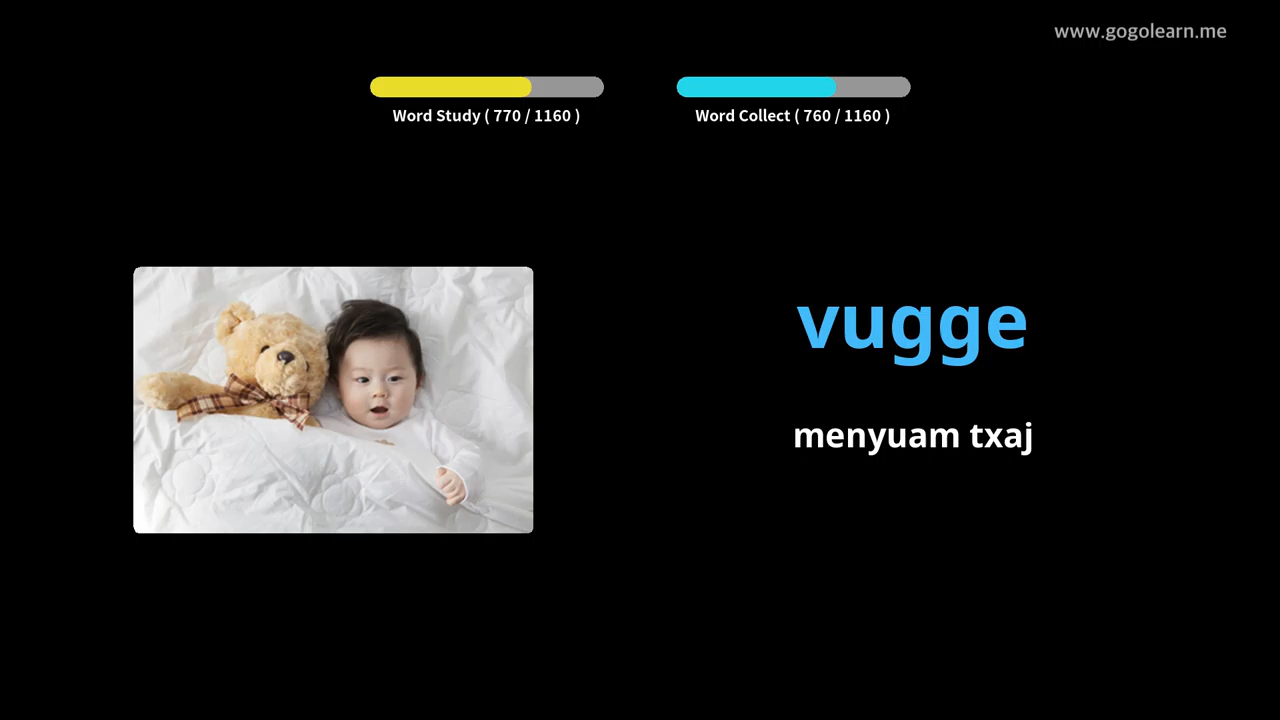 www.gogolearn.me
Word Study ( 770 / 1160 )
Word Collect ( 760 / 1160 )
vugge
menyuam txaj